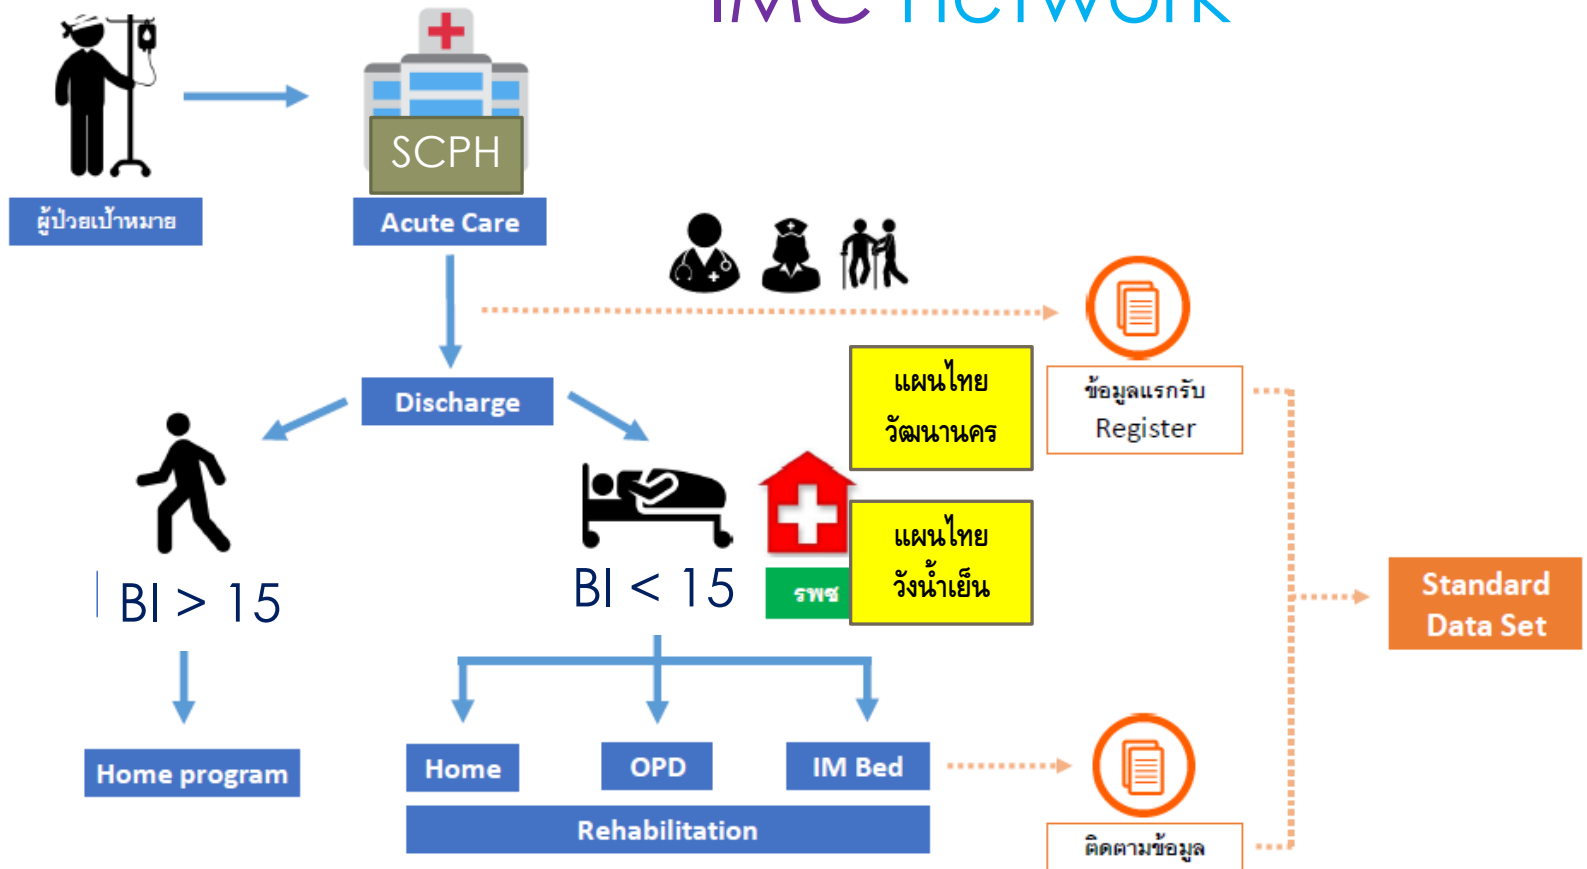 IMC network
SCPH
ผู้ป่วยเป้าหมาย
Acute Care
แผนไทย
วัฒนานคร
ข้อมูลแรกรับ
Register
Discharge
แผนไทย
วังน้ำเย็น
BI > 15
BI < 15
รพช
Standard
Data Set
Home program
Home
OPD
IM Bed
Rehabilitation
ติดตามข้อมูล